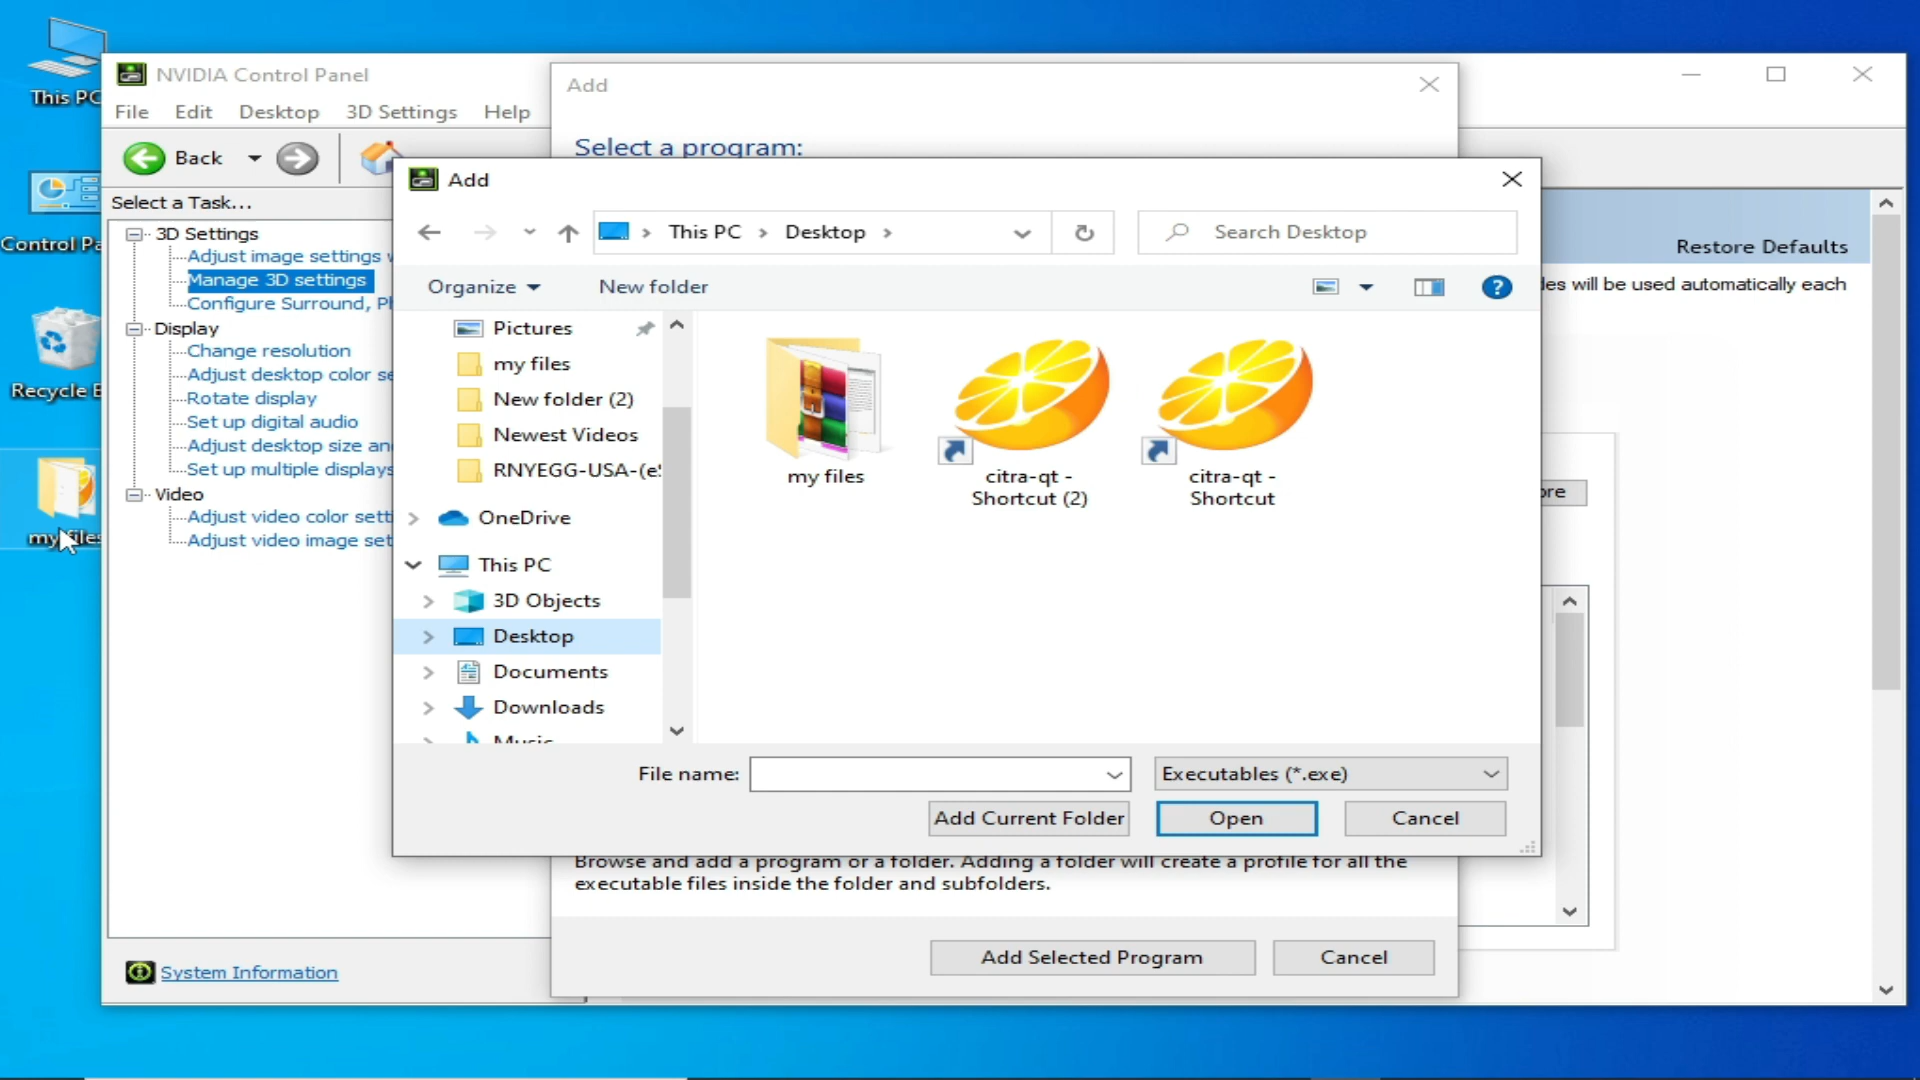 This PC
Control Pa
Recycle B
my files
NVIDIA Control Panel
File Edit Desktop 3D Settings Help
Back
Select a Task...
3D Settings
Adjust image settings w
Manage 3D settings
Configure Surround, Ph
Display
Change resolution
Adjust desktop color se
Rotate display
Set up digital audio
Adjust desktop size an
Set up multiple displays
Video
Adjust video color setti
Adjust video image set
System Information
Add
Select a program:
Add
This PC > Desktop >
Search Desktop
Organize
New folder
Pictures
my files
New folder (2)
Newest Videos
RNYEGG-USA-(e
OneDrive
This PC
3D Objects
Desktop
Documents
Downloads
Music
my files
citra-qt -
Shortcut (2)
citra-qt -
Shortcut
File name:
Executables (*.exe)
Add Current Folder
Open
Cancel
Browse and add a program or a folder. Adding a folder will create a profile for all the
executable files inside the folder and subfolders.
Add Selected Program
Cancel
Restore Defaults
les will be used automatically each
ore